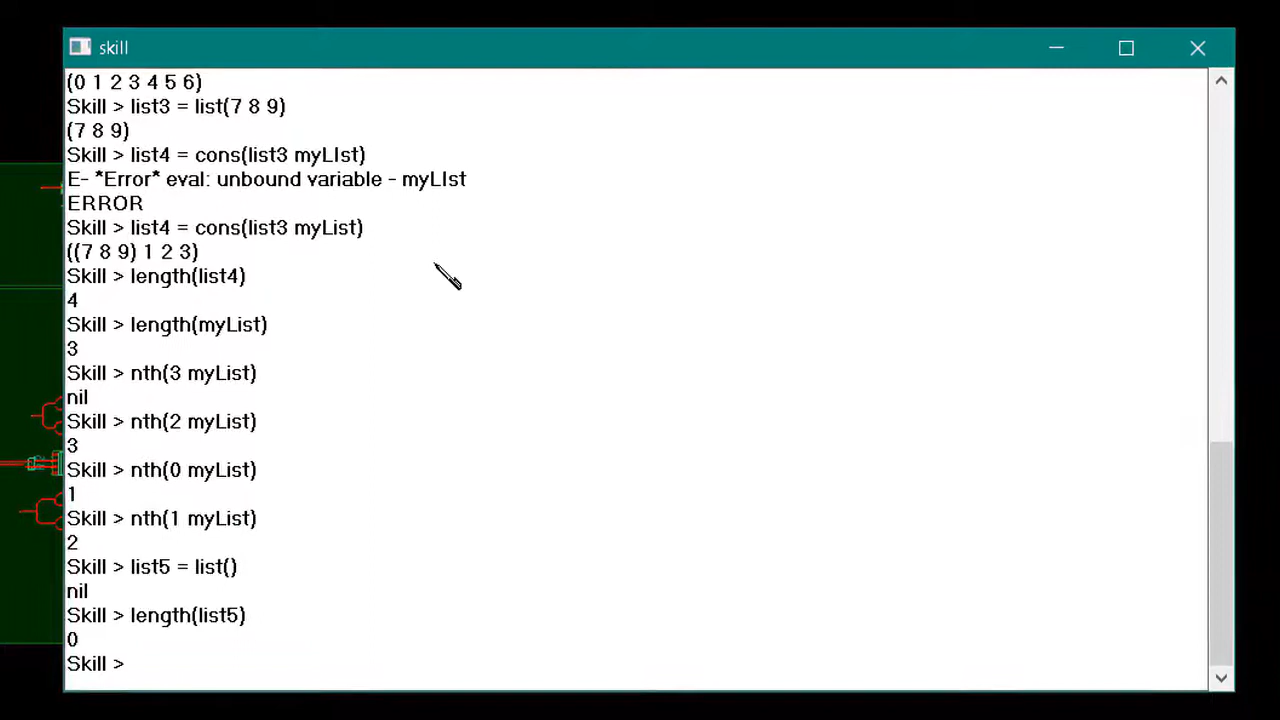 skill
(0 1 2 3 4 5 6)
Skill > list3 = list(7 8 9)
(7 8 9)
Skill > list4 = cons(list3 myLIst)
E- *Error* eval: unbound variable - myLIst
ERROR
Skill > list4 = cons(list3 myList)
((7 8 9) 1 2 3)
Skill > length(list4)
4
Skill > length(myList)
3
Skill > nth(3 myList)
nil
Skill > nth(2 myList)
3
Skill > nth(0 myList)
1
Skill > nth(1 myList)
2
Skill > list5 = list()
nil
Skill > length(list5)
0
Skill >